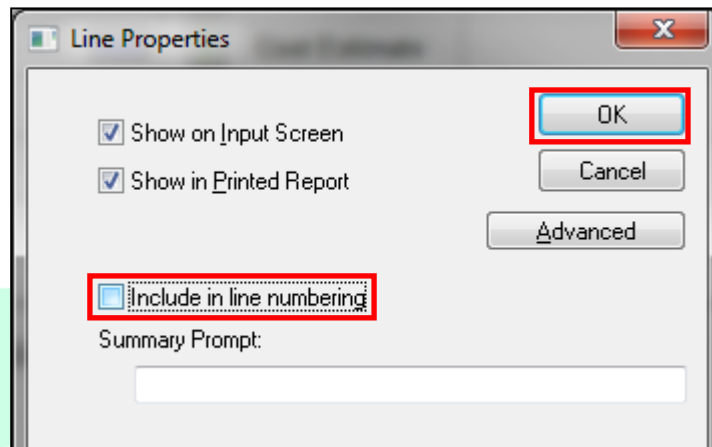 Line Properties
Show on Input Screen
OK
Show in Printed Report
Cancel
Advanced
Include in line numbering
Summary Prompt: